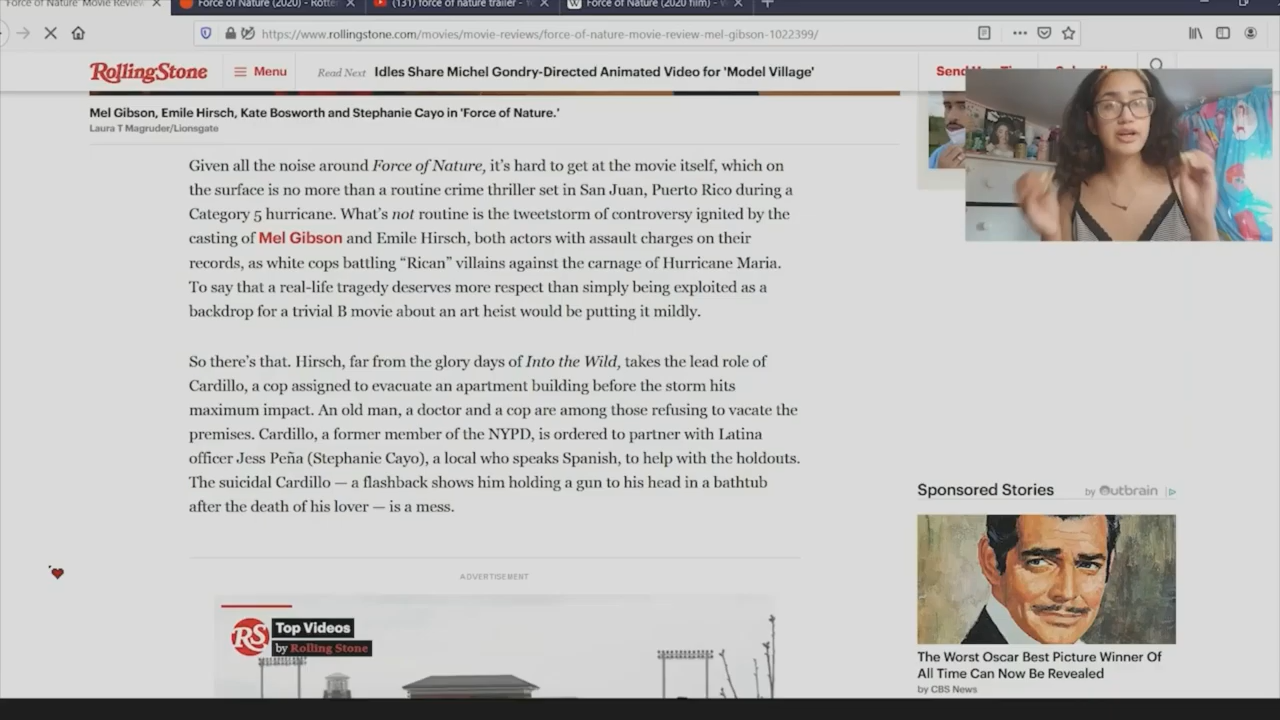 Force of Nature' Movie Review
Force of Nature (2020) - Rotte
(131) force of nature trailer -
W Force of Nature (2020 film) -
https://www.rollingstone.com/movies/movie-reviews/force-of-nature-movie-review-mel-gibson-1022399/
RollingStone
Menu
Read Next Idles Share Michel Gondry-Directed Animated Video for 'Model Village'
Mel Gibson, Emile Hirsch, Kate Bosworth and Stephanie Cayo in 'Force of Nature.'
Laura T Magruder/Lionsgate
Given all the noise around Force of Nature, it's hard to get at the movie itself, which on
the surface is no more than a routine crime thriller set in San Juan, Puerto Rico during a
Category 5 hurricane. What's not routine is the tweetstorm of controversy ignited by the
casting of Mel Gibson and Emile Hirsch, both actors with assault charges on their
records, as white cops battling “Rican” villains against the carnage of Hurricane Maria.
To say that a real-life tragedy deserves more respect than simply being exploited as a
backdrop for a trivial B movie about an art heist would be putting it mildly.
So there's that. Hirsch, far from the glory days of Into the Wild, takes the lead role of
Cardillo, a cop assigned to evacuate an apartment building before the storm hits
maximum impact. An old man, a doctor and a cop are among those refusing to vacate the
premises. Cardillo, a former member of the NYPD, is ordered to partner with Latina
officer Jess Peña (Stephanie Cayo), a local who speaks Spanish, to help with the holdouts.
The suicidal Cardillo — a flashback shows him holding a gun to his head in a bathtub
after the death of his lover — is a mess.
ADVERTISEMENT
RS
Top Videos
by Rolling Stone
Sponsored Stories
by Outbrain
The Worst Oscar Best Picture Winner Of
All Time Can Now Be Revealed
by CBS News